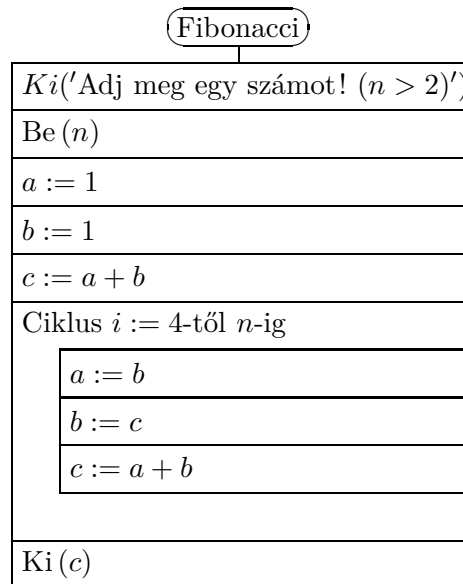 Fibonacci
Ki('Adj meg egy számot! (n > 2)')
Be (n)
a := 1
b := 1
c := a + b
Ciklus i := 4-től n-ig
a := b
b := c
c := a + b
Ki (c)